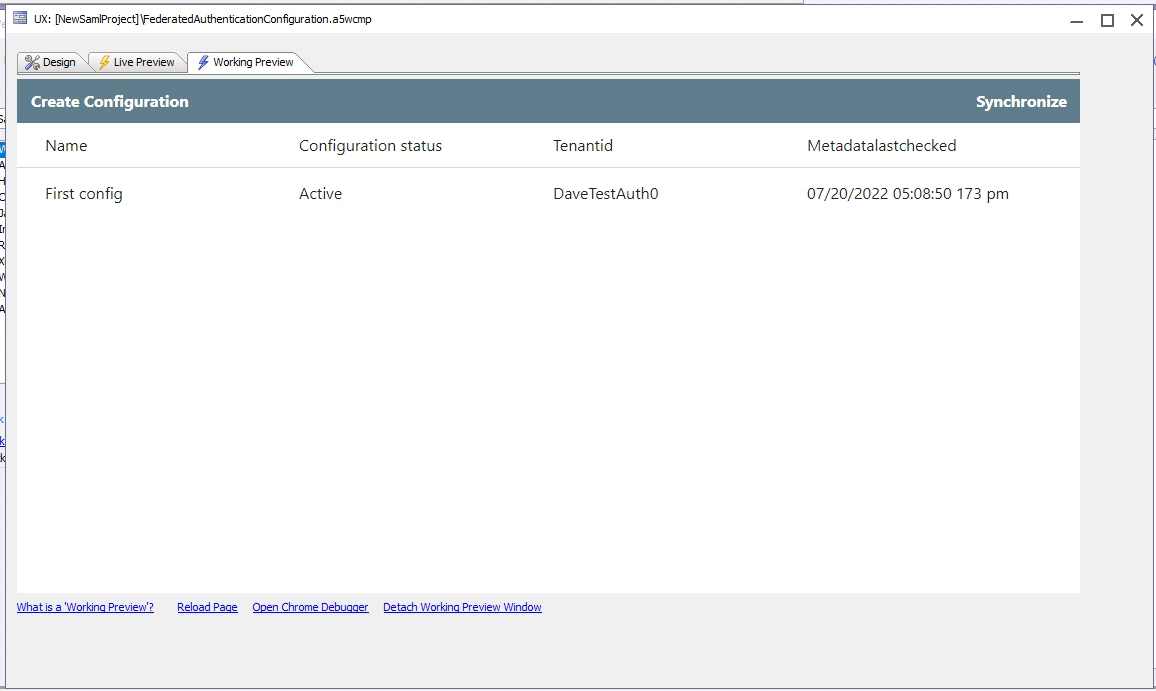 UX: [NewSamlProject]\FederatedAuthenticationConfiguration.a5wcmp
Design Live Preview Working Preview
Create Configuration Synchronize
Name Configuration status Tenantid Metadatalastchecked
First config Active DaveTestAuth0 07/20/2022 05:08:50 173 pm
What is a 'Working Preview'? Reload Page Open Chrome Debugger Detach Working Preview Window